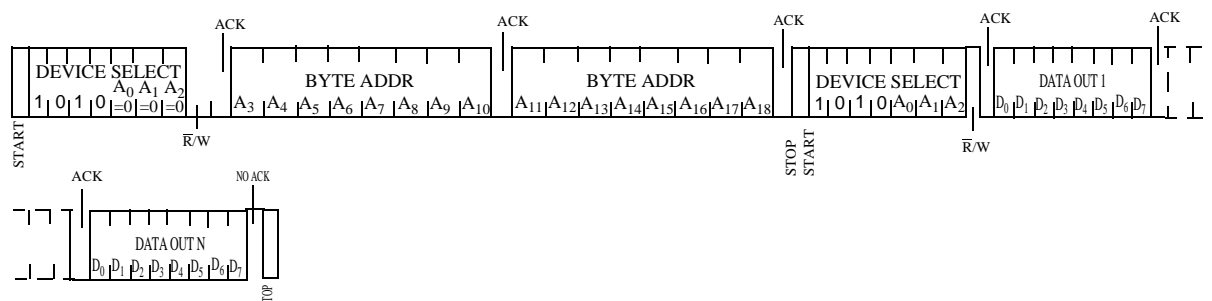 ACK ACK ACK ACK ACK
DEVICE SELECT BYTE ADDR BYTE ADDR DEVICE SELECT DATA OUT 1
1 0 1 0 A0 =0 A1 =0 A2 =0 A3 A4 A5 A6 A7 A8 A9 A10 A11 A12 A13 A14 A15 A16 A17 A18 1 0 1 0 A0 A1 A2 D0 D1 D2 D3 D4 D5 D6 D7
START R̅/W STOP START R̅/W
ACK NO ACK
DATA OUT N
D0 D1 D2 D3 D4 D5 D6 D7
TOP